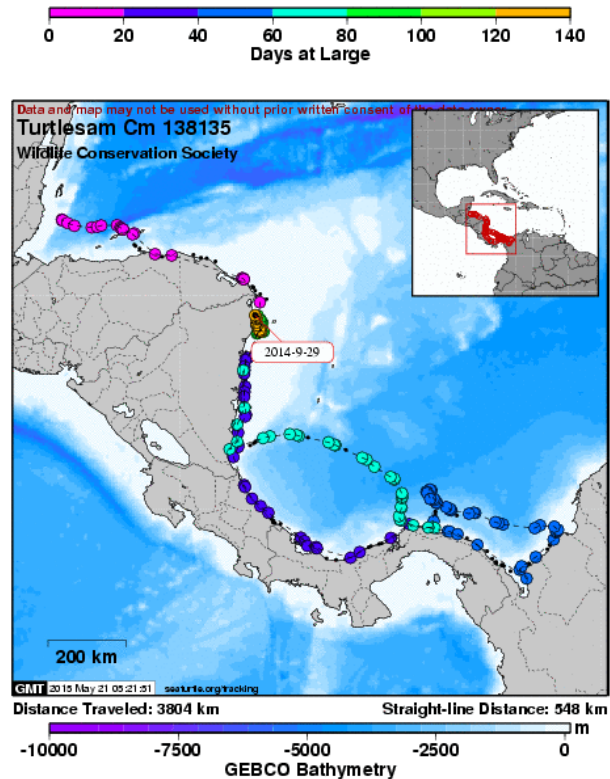 0 20 40 60 80 100 120 140
Days at Large
Data and map may not be used without prior written consent of the data owner
Turtlesam Cm 138135
Wildlife Conservation Society
2014-9-29
200 km
GMT 2015 May 21 08:21:51 seaturtle.org/tracking
Distance Traveled: 3804 km Straight-line Distance: 548 km
m
-10000 -7500 -5000 -2500 0
GEBCO Bathymetry